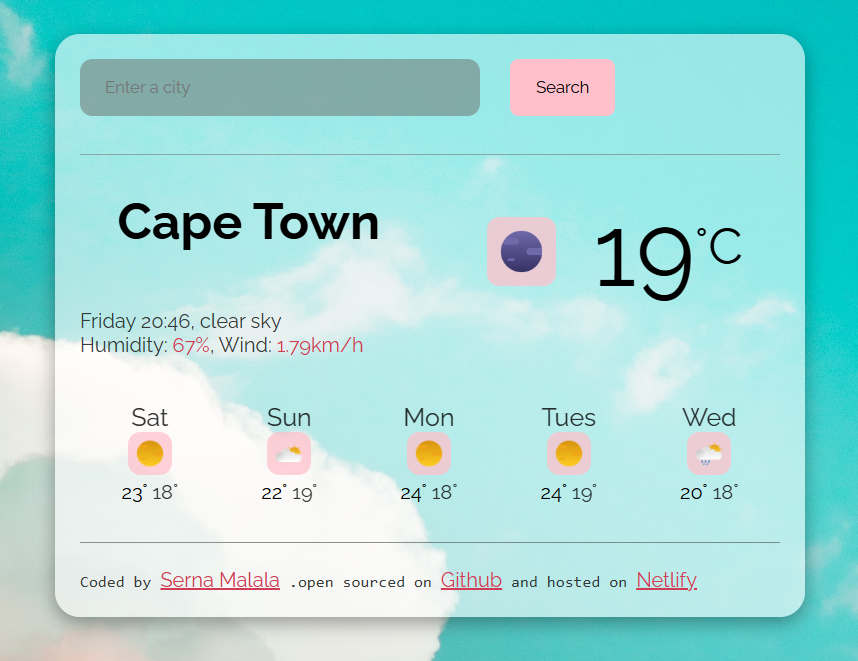 Enter a city
Search
Cape Town
19°C
Friday 20:46, clear sky
Humidity: 67%, Wind: 1.79km/h
Sat Sun Mon Tues Wed
23° 18° 22° 19° 24° 18° 24° 19° 20° 18°
Coded by Serna Malala .open sourced on Github and hosted on Netlify